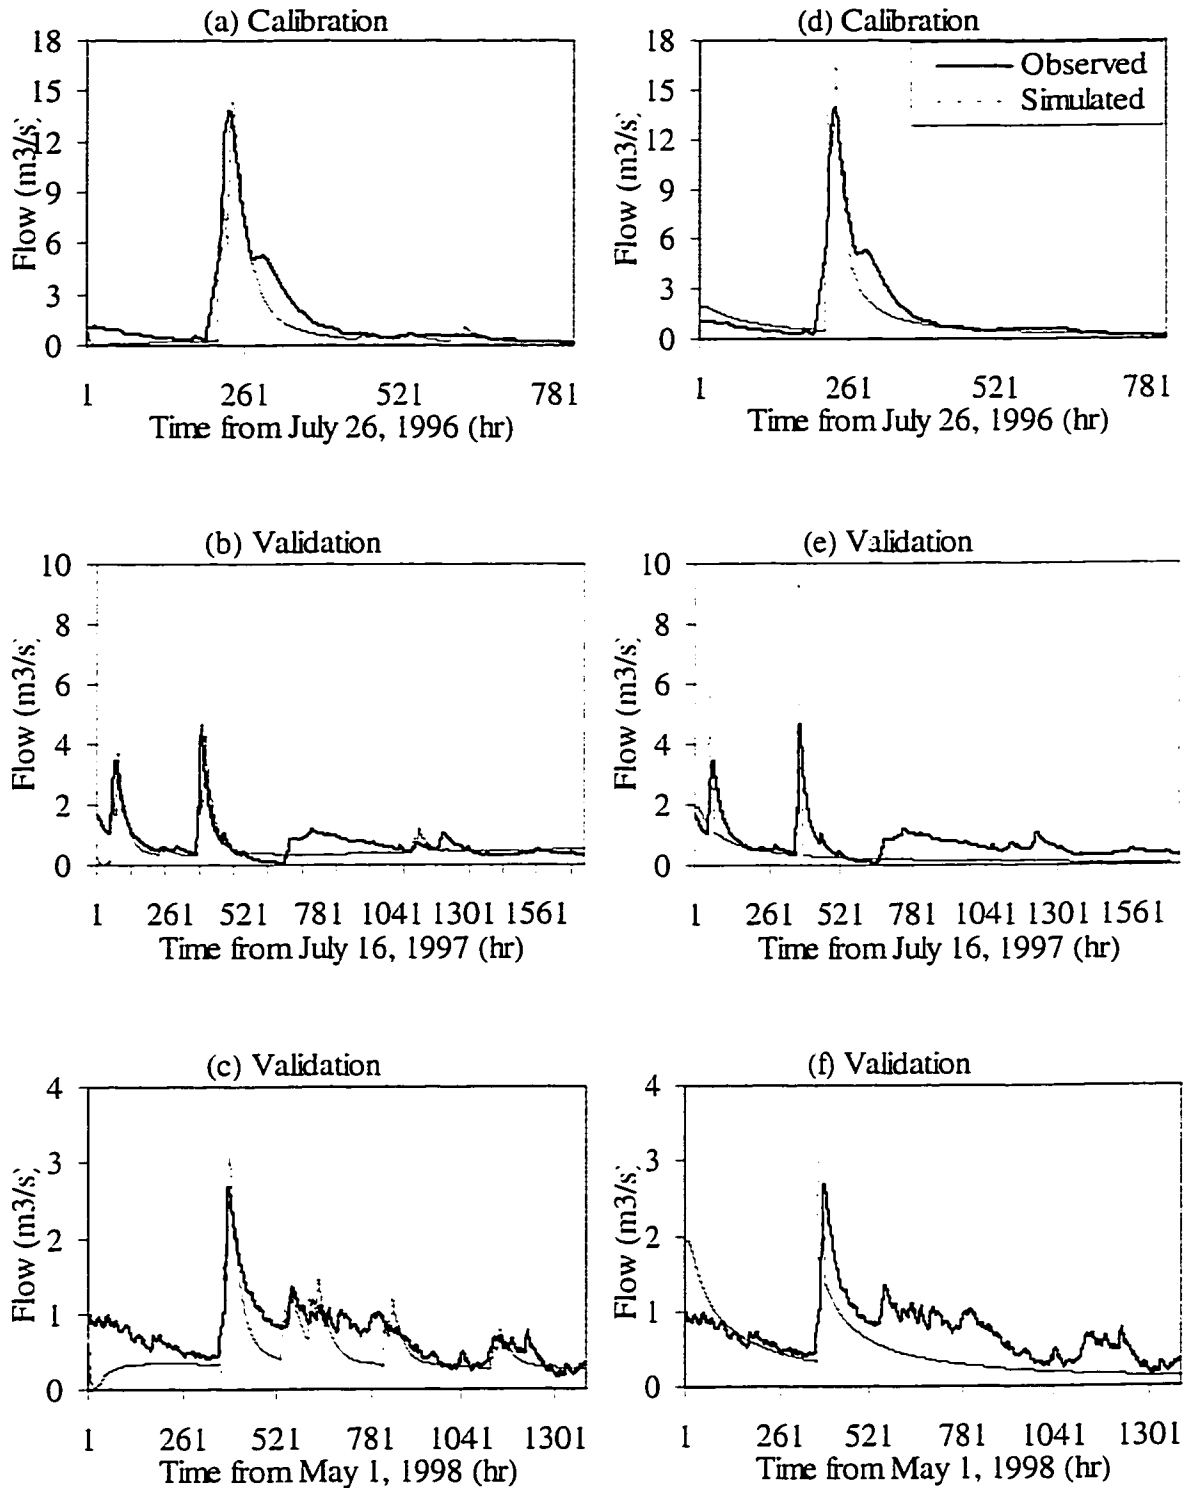 (a) Calibration
18
15
12
9
6
3
0
Flow (m3/s)
1 261 521 781
Time from July 26, 1996 (hr)
(d) Calibration
Observed
Simulated
18
15
12
9
6
3
0
Flow (m3/s)
1 261 521 781
Time from July 26, 1996 (hr)
(b) Validation
10
8
6
4
2
0
Flow (m3/s)
1 261 521 781 1041 1301 1561
Time from July 16, 1997 (hr)
(e) Validation
10
8
6
4
2
0
Flow (m3/s)
1 261 521 781 1041 1301 1561
Time from July 16, 1997 (hr)
(c) Validation
4
3
2
1
0
Flow (m3/s)
1 261 521 781 1041 1301
Time from May 1, 1998 (hr)
(f) Validation
4
3
2
1
0
Flow (m3/s)
1 261 521 781 1041 1301
Time from May 1, 1998 (hr)